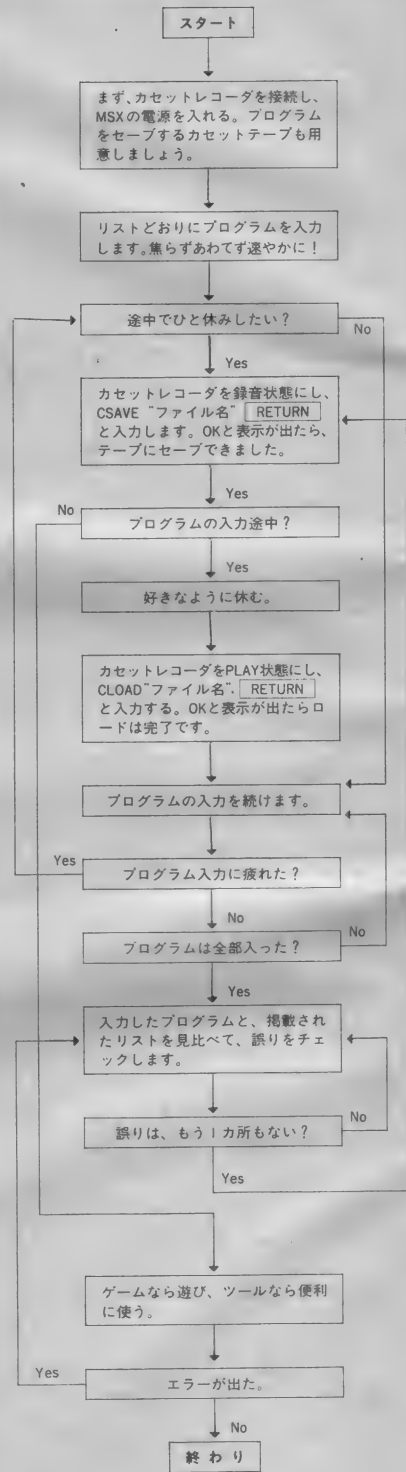 スタート
まず、カセットレコーダを接続し、
MSXの電源を入れる。プログラム
をセーブするカセットテープも用
意しましょう。
リストどおりにプログラムを入力
します。焦らずあわてず速やかに！
途中でひと休みしたい？
No
Yes
カセットレコーダを録音状態にし、
CSAVE "ファイル名" RETURN
と入力します。OKと表示が出たら、
テープにセーブできました。
Yes
No
プログラムの入力途中？
Yes
好きなように休む。
カセットレコーダをPLAY状態にし、
CLOAD"ファイル名". RETURN
と入力する。OKと表示が出たらロ
ードは完了です。
プログラムの入力を続けます。
Yes
プログラム入力に疲れた？
No
No
プログラムは全部入った？
Yes
入力したプログラムと、掲載され
たリストを見比べて、誤りをチェ
ックします。
No
誤りは、もう1カ所もない？
Yes
ゲームなら遊び、ツールなら便利
に使う。
Yes
エラーが出た。
No
終わり